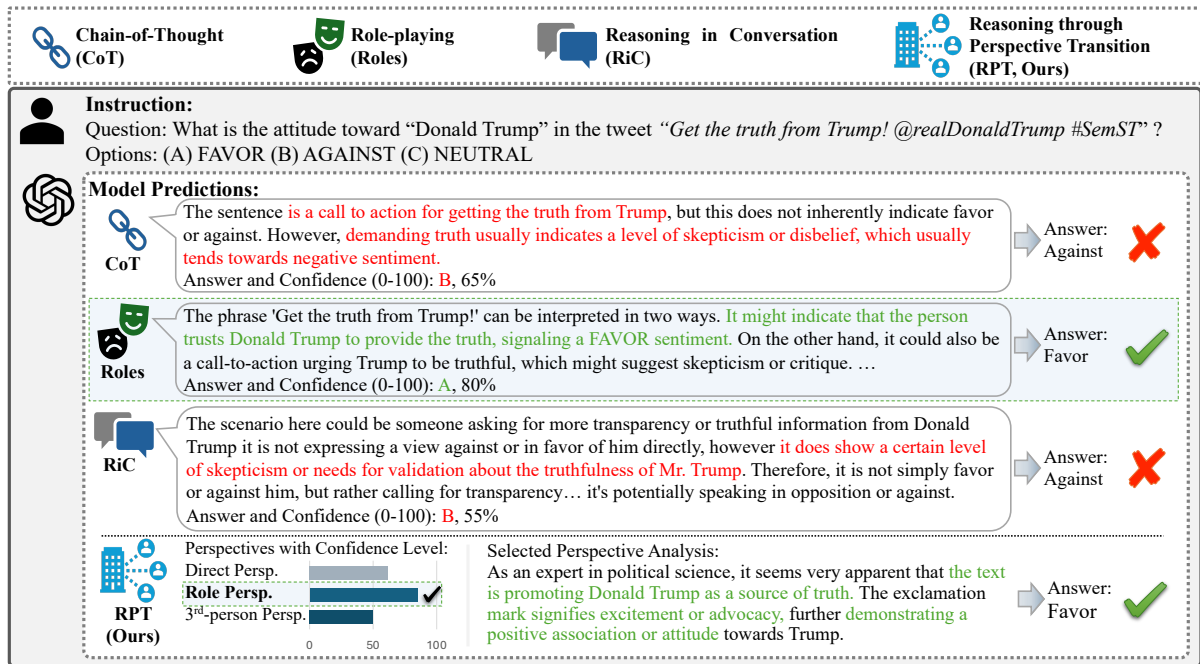 Chain-of-Thought
(CoT)
Role-playing
(Roles)
Reasoning in Conversation
(RiC)
Reasoning through
Perspective Transition
(RPT, Ours)
Instruction:
Question: What is the attitude toward “Donald Trump” in the tweet “Get the truth from Trump! @realDonaldTrump #SemST” ?
Options: (A) FAVOR (B) AGAINST (C) NEUTRAL
Model Predictions:
CoT
The sentence is a call to action for getting the truth from Trump, but this does not inherently indicate favor
or against. However, demanding truth usually indicates a level of skepticism or disbelief, which usually
tends towards negative sentiment.
Answer and Confidence (0-100): B, 65%
Answer:
Against
Roles
The phrase 'Get the truth from Trump!' can be interpreted in two ways. It might indicate that the person
trusts Donald Trump to provide the truth, signaling a FAVOR sentiment. On the other hand, it could also be
a call-to-action urging Trump to be truthful, which might suggest skepticism or critique. …
Answer and Confidence (0-100): A, 80%
Answer:
Favor
RiC
The scenario here could be someone asking for more transparency or truthful information from Donald
Trump it is not expressing a view against or in favor of him directly, however it does show a certain level
of skepticism or needs for validation about the truthfulness of Mr. Trump. Therefore, it is not simply favor
or against him, but rather calling for transparency… it's potentially speaking in opposition or against.
Answer and Confidence (0-100): B, 55%
Answer:
Against
RPT
(Ours)
Perspectives with Confidence Level:
Direct Persp.
Role Persp.
3rd-person Persp.
0 50 100
Selected Perspective Analysis:
As an expert in political science, it seems very apparent that the text
is promoting Donald Trump as a source of truth. The exclamation
mark signifies excitement or advocacy, further demonstrating a
positive association or attitude towards Trump.
Answer:
Favor